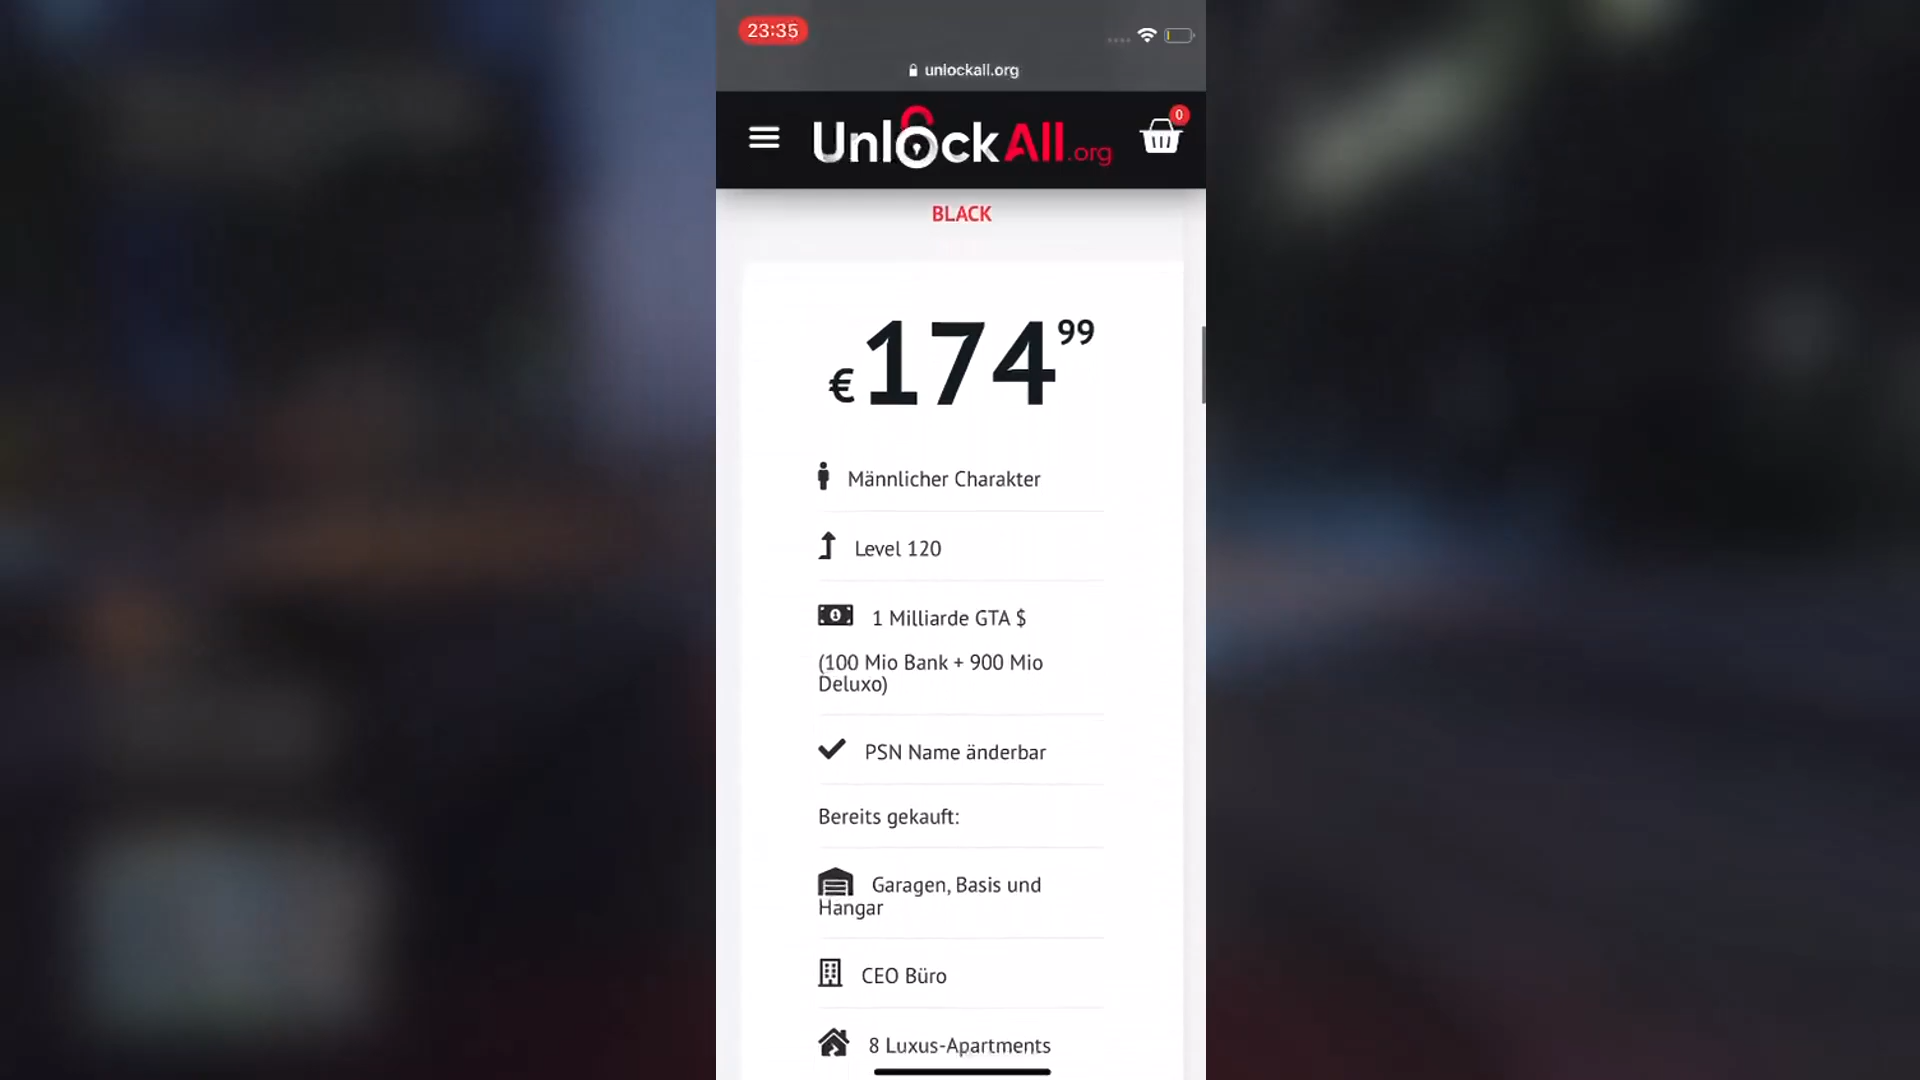 23:35
unlockall.org
UnlockAll.org
0
BLACK
€174 99
Männlicher Charakter
Level 120
1 Milliarde GTA $
(100 Mio Bank + 900 Mio
Deluxo)
PSN Name änderbar
Bereits gekauft:
Garagen, Basis und
Hangar
CEO Büro
8 Luxus-Apartments